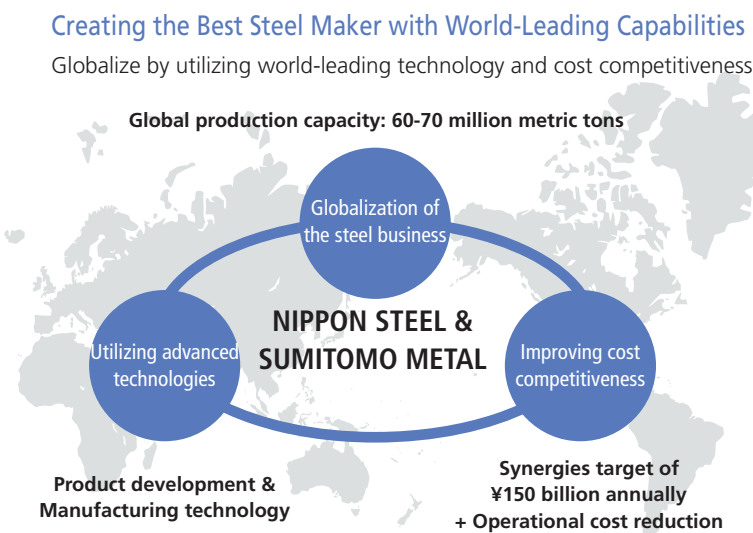 Creating the Best Steel Maker with World-Leading Capabilities
Globalize by utilizing world-leading technology and cost competitiveness
Global production capacity: 60-70 million metric tons
Globalization of
the steel business
NIPPON STEEL &
SUMITOMO METAL
Utilizing advanced
technologies
Improving cost
competitiveness
Product development &
Manufacturing technology
Synergies target of
¥150 billion annually
+ Operational cost reduction